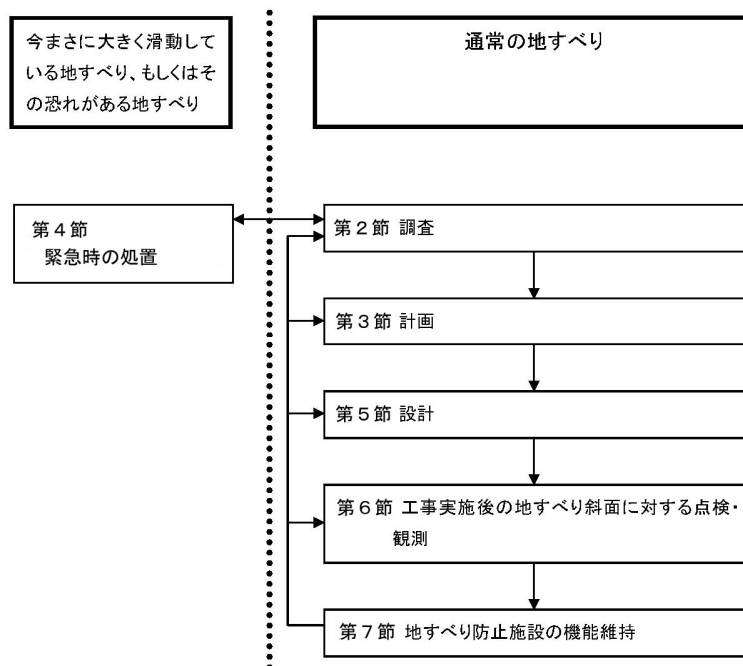 今まさに大きく滑動して
いる地すべり、もしくはそ
の恐れがある地すべり
通常の地すべり
第4節
緊急時の処置
第2節 調査
第3節 計画
第5節 設計
第6節 工事実施後の地すべり斜面に対する点検・
観測
第7節 地すべり防止施設の機能維持